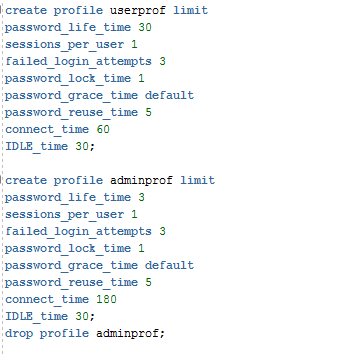 create profile userprof limit
password_life_time 30
sessions_per_user 1
failed_login_attempts 3
password_lock_time 1
password_grace_time default
password_reuse_time 5
connect_time 60
IDLE_time 30;
create profile adminprof limit
password_life_time 3
sessions_per_user 1
failed_login_attempts 3
password_lock_time 1
password_grace_time default
password_reuse_time 5
connect_time 180
IDLE_time 30;
drop profile adminprof;